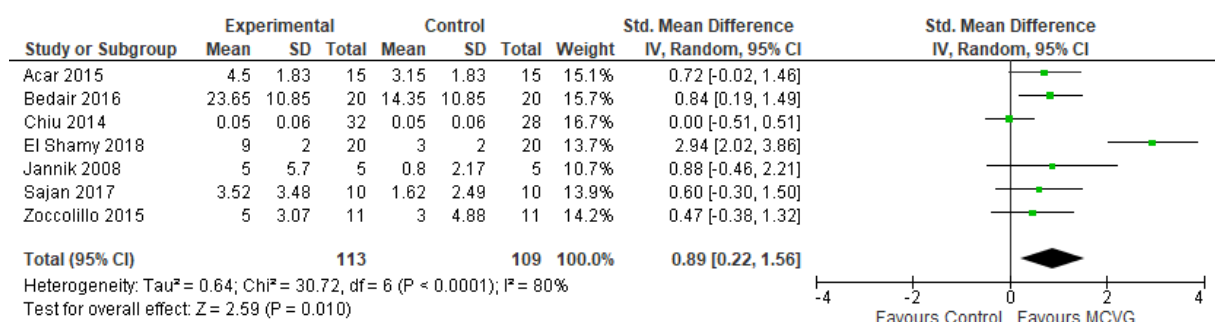 Experimental Control Std. Mean Difference Std. Mean Difference
Study or Subgroup Mean SD Total Mean SD Total Weight IV, Random, 95% CI IV, Random, 95% CI
Acar 2015 4.5 1.83 15 3.15 1.83 15 15.1% 0.72 [-0.02, 1.46]
Bedair 2016 23.65 10.85 20 14.35 10.85 20 15.7% 0.84 [0.19, 1.49]
Chiu 2014 0.05 0.06 32 0.05 0.06 28 16.7% 0.00 [-0.51, 0.51]
El Shamy 2018 9 2 20 3 2 20 13.7% 2.94 [2.02, 3.86]
Jannik 2008 5 5.7 5 0.8 2.17 5 10.7% 0.88 [-0.46, 2.21]
Sajan 2017 3.52 3.48 10 1.62 2.49 10 13.9% 0.60 [-0.30, 1.50]
Zoccolillo 2015 5 3.07 11 3 4.88 11 14.2% 0.47 [-0.38, 1.32]
Total (95% CI) 113 109 100.0% 0.89 [0.22, 1.56]
Heterogeneity: Tau² = 0.64; Chi² = 30.72, df = 6 (P < 0.0001); I² = 80%
Test for overall effect: Z = 2.59 (P = 0.010)
-4 -2 0 2 4
Favours Control Favours MCVG